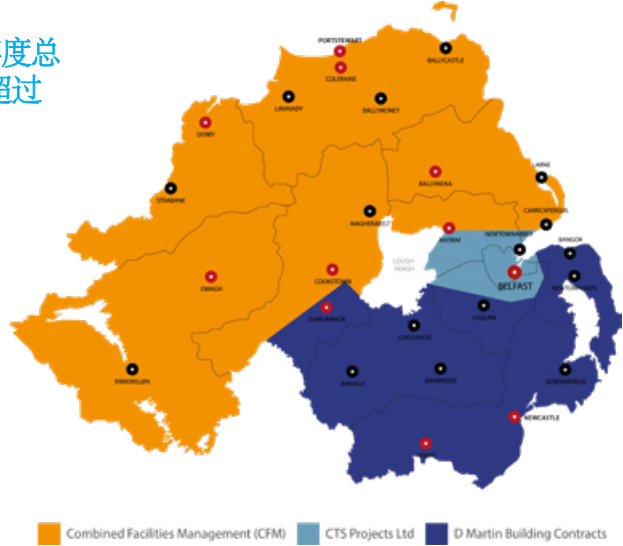 度总
超过
PORTSTEWART
COLERAINE
BALLYCASTLE
LIMAVADY
BALLYMONEY
DERRY
LARNE
BALLYMENA
STRABANE
CARRICKFERGUS
MAGHERAFELT
ANTRIM
NEWTOWNABBEY
BANGOR
LOUGH
NEAGH
OMAGH
COOKSTOWN
BELFAST
NEWTOWNARDS
DUNGANNON
LISBURN
CRAIGAVON
ENNISKILLEN
ARMAGH
BANBRIDGE
DOWNPATRICK
NEWCASTLE
Combined Facilities Management (CFM)
CTS Projects Ltd
D Martin Building Contracts